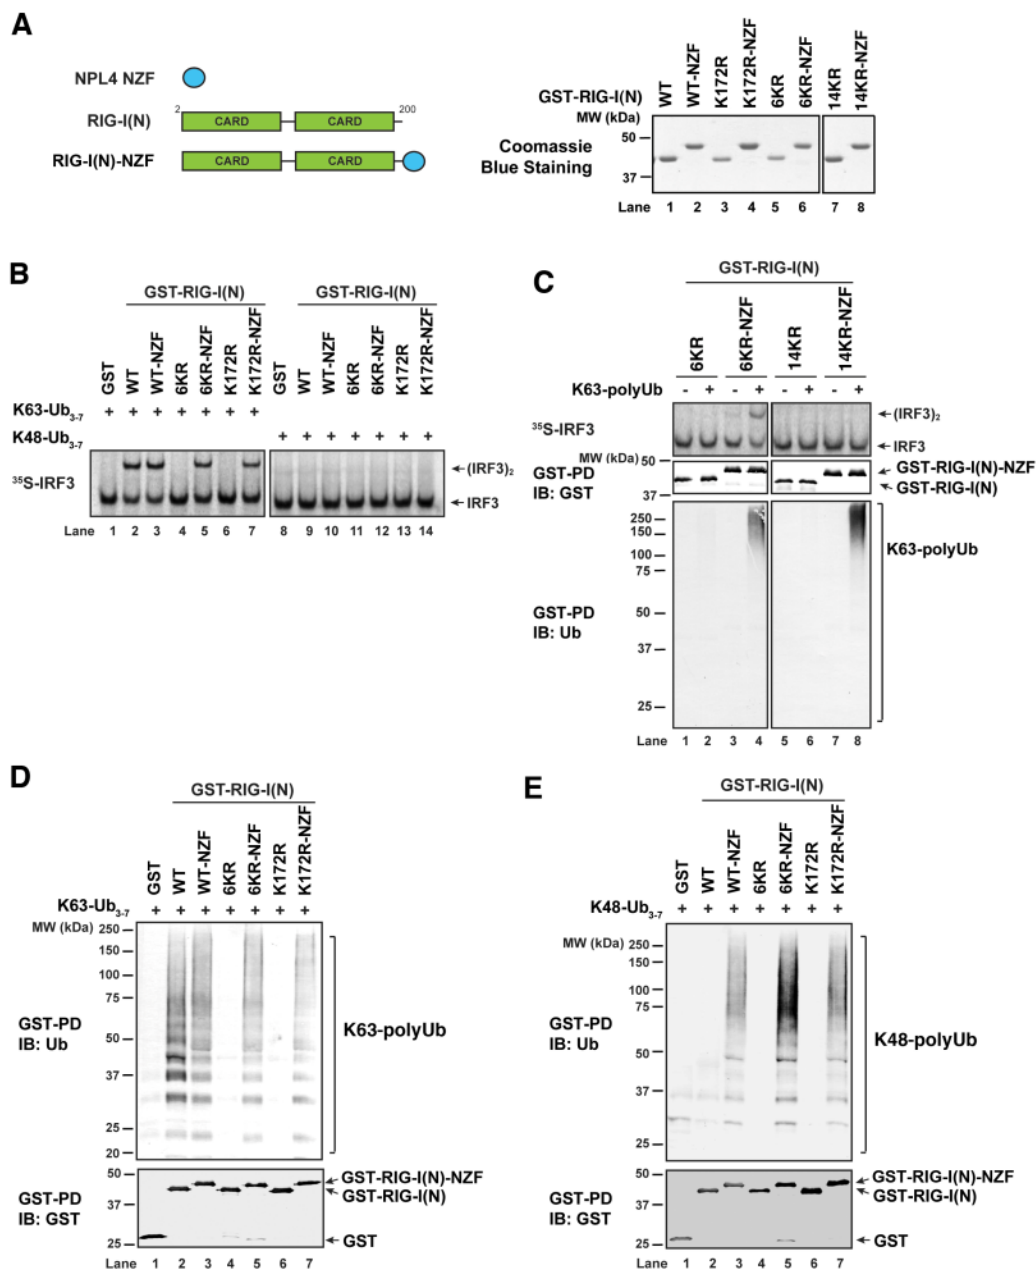 A
NPL4 NZF
2 200
RIG-I(N) CARD CARD
RIG-I(N)-NZF CARD CARD
GST-RIG-I(N) WT WT-NZF K172R K172R-NZF 6KR 6KR-NZF 14KR 14KR-NZF
MW (kDa)
50
Coomassie
Blue Staining
37
Lane 1 2 3 4 5 6 7 8
B
GST-RIG-I(N) GST-RIG-I(N)
GST WT WT-NZF 6KR 6KR-NZF K172R K172R-NZF GST WT WT-NZF 6KR 6KR-NZF K172R K172R-NZF
K63-Ub3-7 + + + + + + +
K48-Ub3-7 + + + + + + +
35S-IRF3
(IRF3)2
IRF3
Lane 1 2 3 4 5 6 7 8 9 10 11 12 13 14
C
GST-RIG-I(N)
6KR 6KR-NZF 14KR 14KR-NZF
K63-polyUb - + - + - + - +
35S-IRF3
(IRF3)2
IRF3
MW (kDa)
50
GST-PD
IB: GST
37
GST-RIG-I(N)-NZF
GST-RIG-I(N)
250
150
100
75
50
37
25
GST-PD
IB: Ub
K63-polyUb
Lane 1 2 3 4 5 6 7 8
D
GST-RIG-I(N)
GST WT WT-NZF 6KR 6KR-NZF K172R K172R-NZF
K63-Ub3-7 + + + + + + +
MW (kDa)
250
150
100
75
50
37
25
20
GST-PD
IB: Ub
K63-polyUb
50
37
25
GST-PD
IB: GST
GST-RIG-I(N)-NZF
GST-RIG-I(N)
GST
Lane 1 2 3 4 5 6 7
E
GST-RIG-I(N)
GST WT WT-NZF 6KR 6KR-NZF K172R K172R-NZF
K48-Ub3-7 + + + + + + +
MW (kDa)
250
150
100
75
50
37
25
GST-PD
IB: Ub
K48-polyUb
50
37
25
GST-PD
IB: GST
GST-RIG-I(N)-NZF
GST-RIG-I(N)
GST
Lane 1 2 3 4 5 6 7